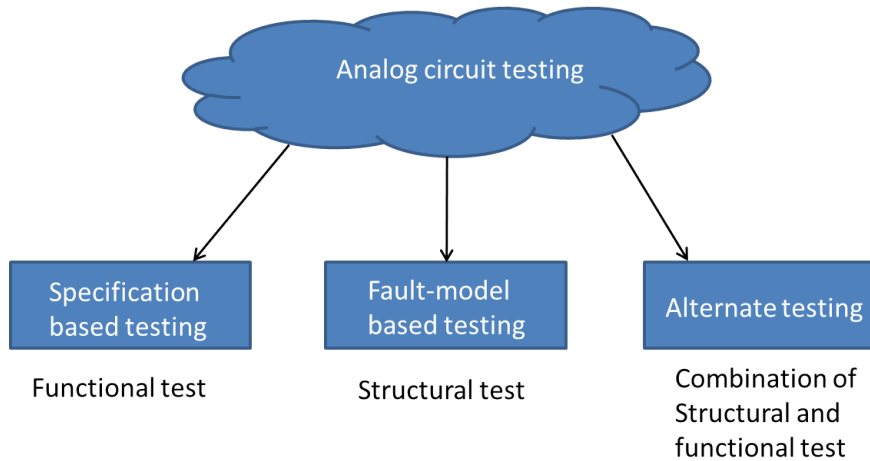 Analog circuit testing
Specification
based testing
Fault-model
based testing
Alternate testing
Functional test
Structural test
Combination of
Structural and
functional test